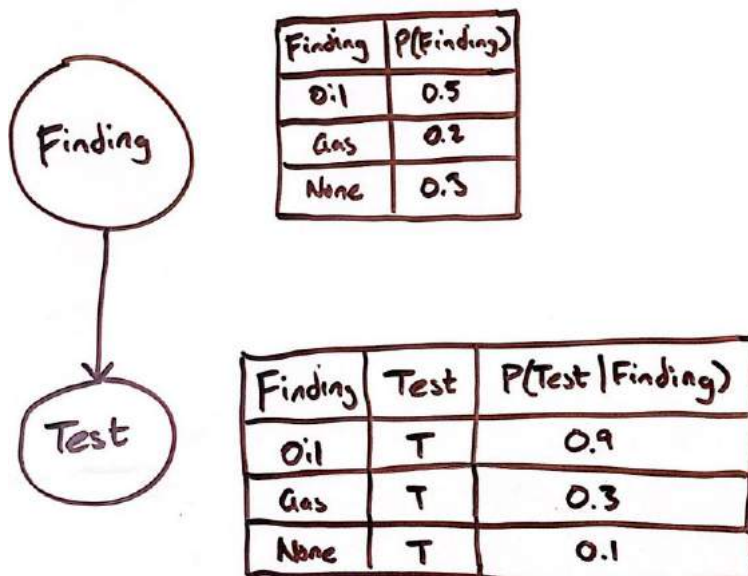 Finding P(Finding)
Oil 0.5
Gas 0.2
None 0.3
Finding
Test
Finding Test P(Test | Finding)
Oil T 0.9
Gas T 0.3
None T 0.1